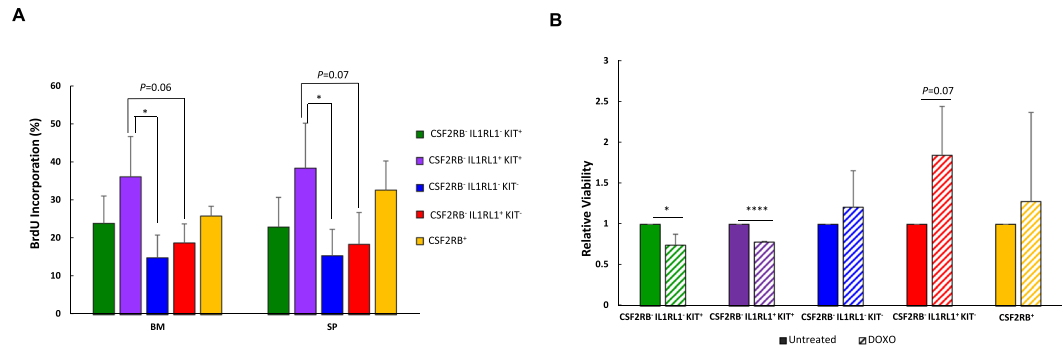 A
BrdU Incorporation (%)
60
50
40
30
20
10
0
P=0.06
*
P=0.07
*
BM
SP
CSF2RB⁻ IL1RL1⁻ KIT⁺
CSF2RB⁻ IL1RL1⁺ KIT⁺
CSF2RB⁻ IL1RL1⁻ KIT⁻
CSF2RB⁻ IL1RL1⁺ KIT⁻
CSF2RB⁺
B
Relative Viability
3
2.5
2
1.5
1
0.5
0
*
****
P=0.07
CSF2RB⁻ IL1RL1⁻ KIT⁺
CSF2RB⁻ IL1RL1⁺ KIT⁺
CSF2RB⁻ IL1RL1⁻ KIT⁻
CSF2RB⁻ IL1RL1⁺ KIT⁻
CSF2RB⁺
Untreated
DOXO